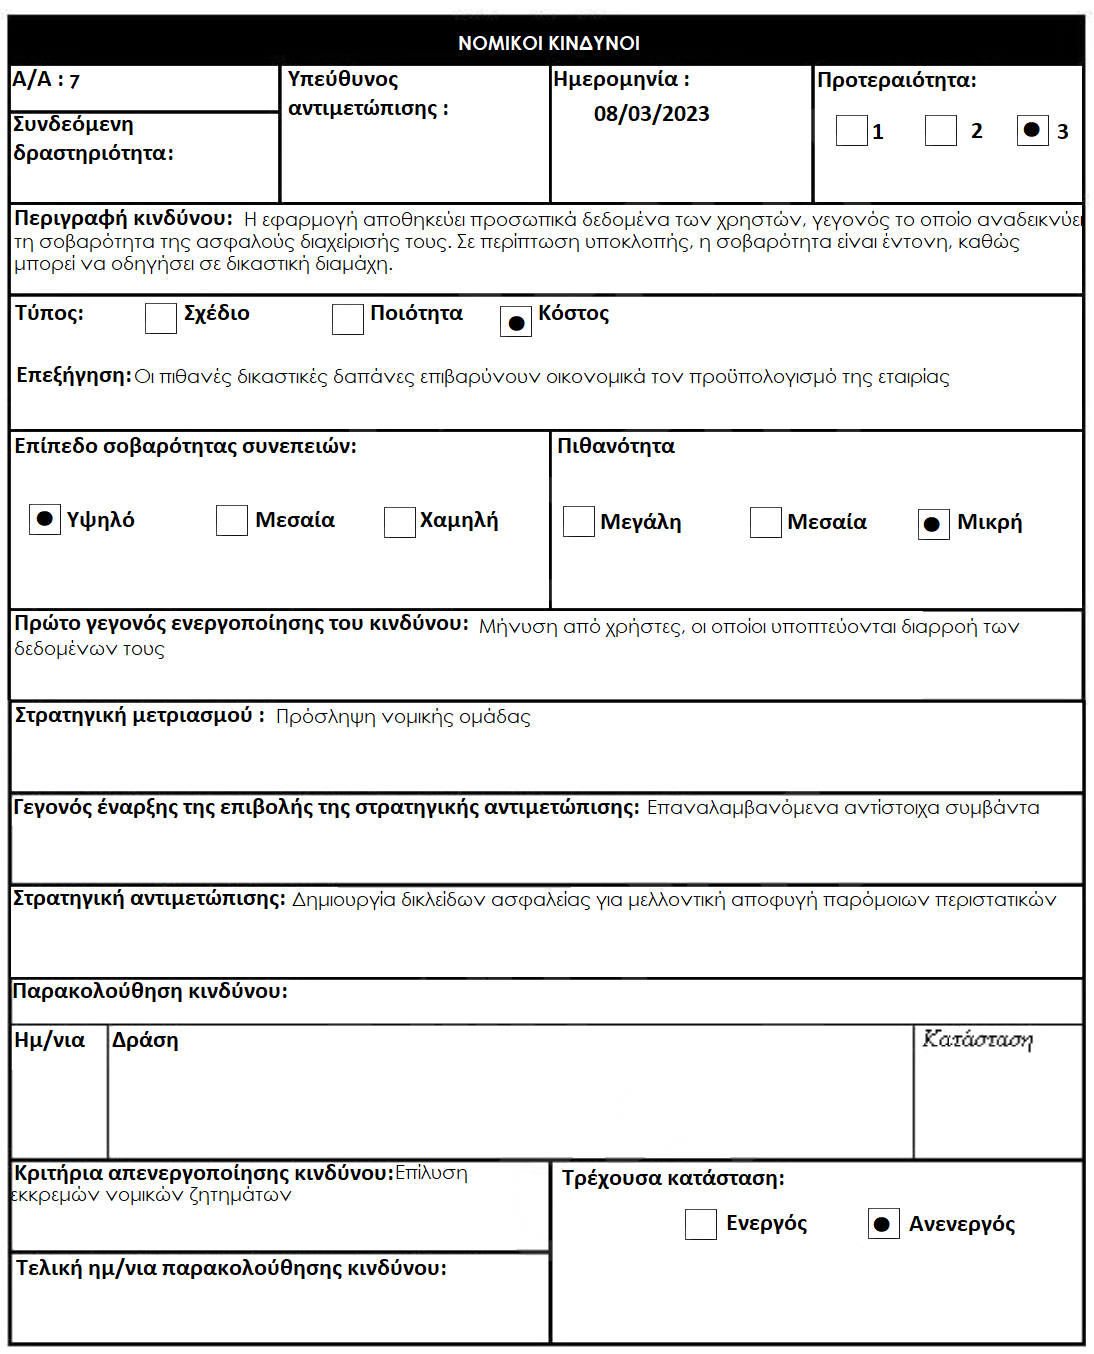 ΝΟΜΙΚΟΙ ΚΙΝΔΥΝΟΙ
Α/Α : 7
Συνδεόμενη
δραστηριότητα:
Υπεύθυνος
αντιμετώπισης :
Ημερομηνία :
08/03/2023
Προτεραιότητα:
1 2 3
Περιγραφή κινδύνου: Η εφαρμογή αποθηκεύει προσωπικά δεδομένα των χρηστών, γεγονός το οποίο αναδεικνύει
τη σοβαρότητα της ασφαλούς διαχείρισής τους. Σε περίπτωση υποκλοπής, η σοβαρότητα είναι έντονη, καθώς
μπορεί να οδηγήσει σε δικαστική διαμάχη.
Τύπος: Σχέδιο Ποιότητα Κόστος
Επεξήγηση: Οι πιθανές δικαστικές δαπάνες επιβαρύνουν οικονομικά τον προϋπολογισμό της εταιρίας
Επίπεδο σοβαρότητας συνεπειών:
Υψηλό Μεσαία Χαμηλή
Πιθανότητα
Μεγάλη Μεσαία Μικρή
Πρώτο γεγονός ενεργοποίησης του κινδύνου: Μήνυση από χρήστες, οι οποίοι υποπτεύονται διαρροή των
δεδομένων τους
Στρατηγική μετριασμού : Πρόσληψη νομικής ομάδας
Γεγονός έναρξης της επιβολής της στρατηγικής αντιμετώπισης: Επαναλαμβανόμενα αντίστοιχα συμβάντα
Στρατηγική αντιμετώπισης: Δημιουργία δικλείδων ασφαλείας για μελλοντική αποφυγή παρόμοιων περιστατικών
Παρακολούθηση κινδύνου:
Ημ/νια Δράση Κατάσταση
Κριτήρια απενεργοποίησης κινδύνου: Επίλυση
εκκρεμών νομικών ζητημάτων
Τελική ημ/νια παρακολούθησης κινδύνου:
Τρέχουσα κατάσταση:
Ενεργός Ανενεργός